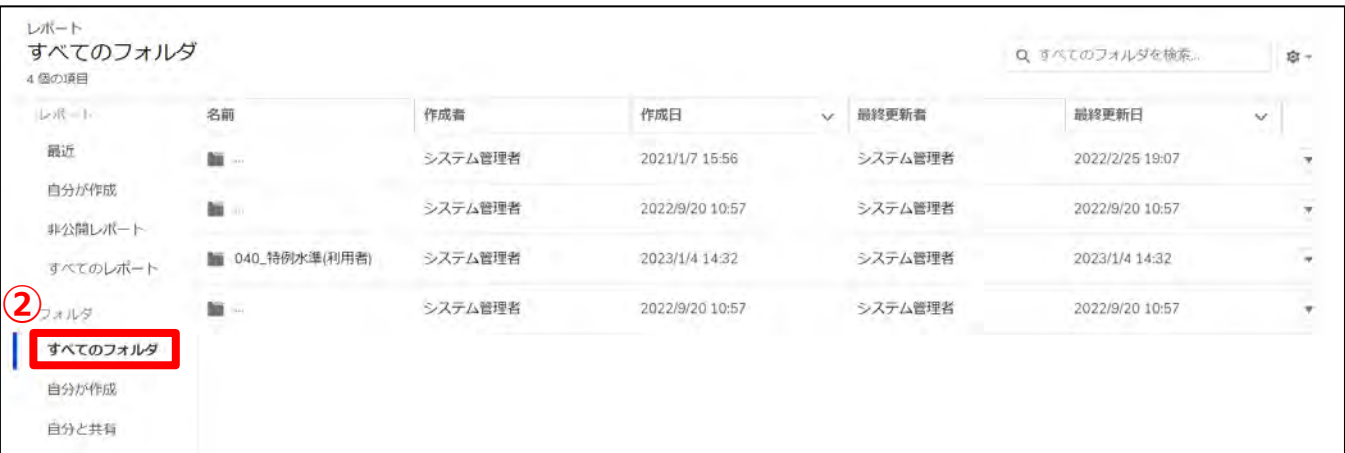 レポート
すべてのフォルダ
4 個の項目
すべてのフォルダを検索...
レポート
最近
自分が作成
非公開レポート
すべてのレポート
②
フォルダ
すべてのフォルダ
自分が作成
自分と共有
名前 作成者 作成日 最終更新者 最終更新日
... システム管理者 2021/1/7 15:56 システム管理者 2022/2/25 19:07
... システム管理者 2022/9/20 10:57 システム管理者 2022/9/20 10:57
040_特例水準(利用者) システム管理者 2023/1/4 14:32 システム管理者 2023/1/4 14:32
... システム管理者 2022/9/20 10:57 システム管理者 2022/9/20 10:57